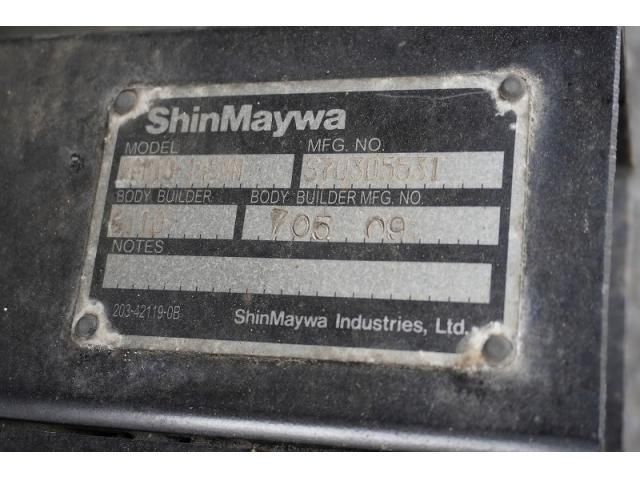 ShinMaywa
MODEL MFG. NO.
S70305531
BODY BUILDER BODY BUILDER MFG. NO.
705 09
NOTES
203-42119-0B ShinMaywa Industries, Ltd.